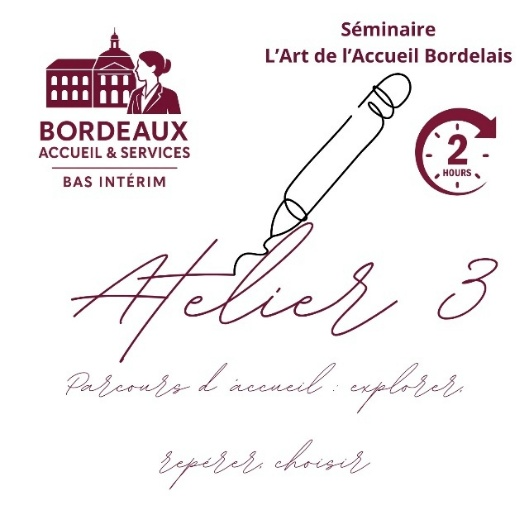 BORDEAUX
ACCUEIL & SERVICES
BAS INTÉRIM
Séminaire
L’Art de l’Accueil Bordelais
2
HOURS
Atelier 3
Parcours d'accueil : explorer,
repérer, choisir